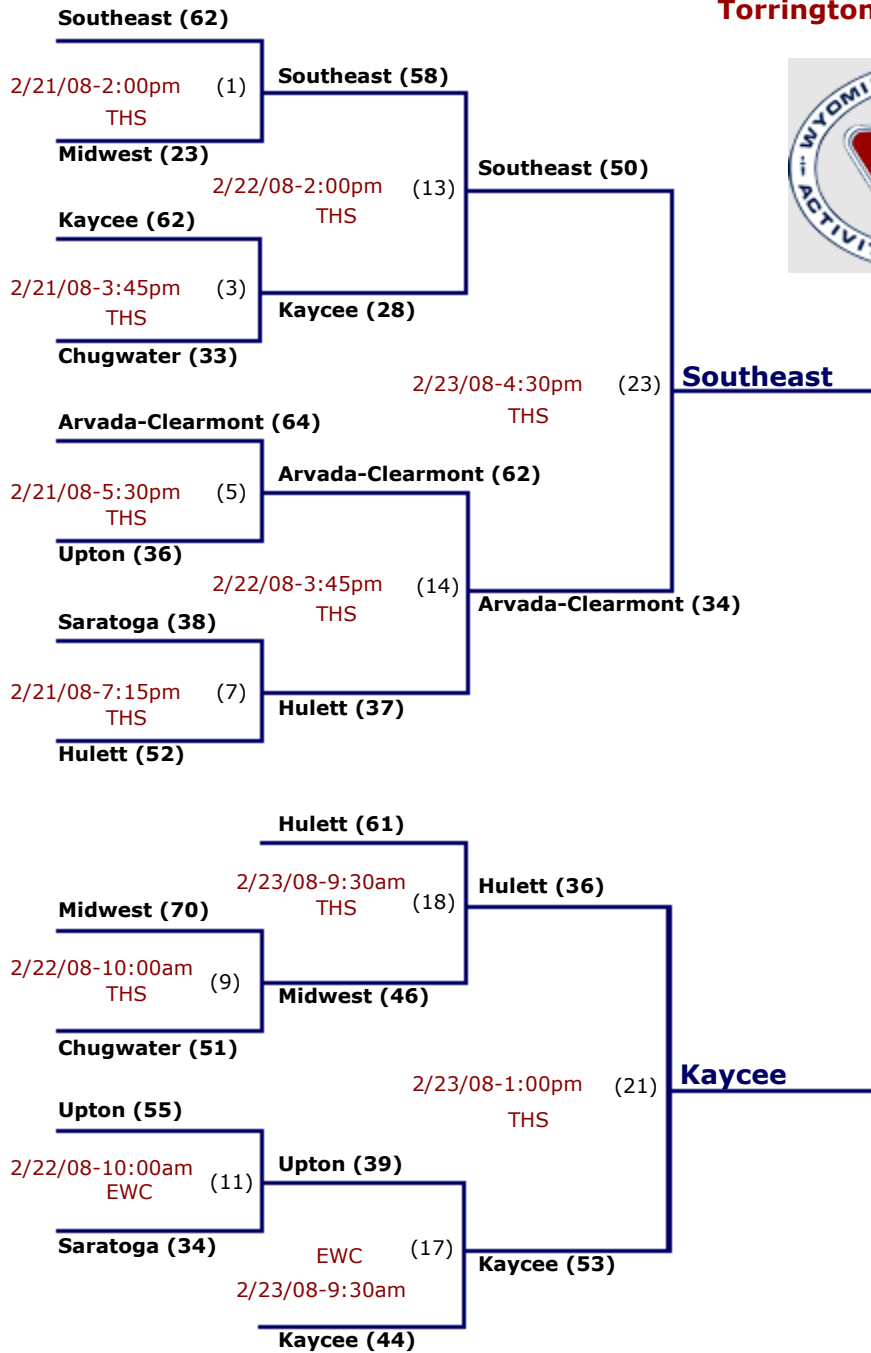 Torrington
Southeast (62)
2/21/08-2:00pm (1)
THS
Midwest (23)
Southeast (58)
Kaycee (62)
2/21/08-3:45pm (3)
THS
Chugwater (33)
Kaycee (28)
2/22/08-2:00pm (13)
THS
Southeast (50)
Arvada-Clearmont (64)
2/21/08-5:30pm (5)
THS
Upton (36)
Arvada-Clearmont (62)
Saratoga (38)
2/21/08-7:15pm (7)
THS
Hulett (52)
Hulett (37)
2/22/08-3:45pm (14)
THS
Arvada-Clearmont (34)
2/23/08-4:30pm (23)
THS
Southeast
Hulett (61)
2/23/08-9:30am (18)
THS
Hulett (36)
Midwest (70)
2/22/08-10:00am (9)
THS
Chugwater (51)
Midwest (46)
Upton (55)
2/22/08-10:00am (11)
EWC
Saratoga (34)
Upton (39)
EWC (17)
2/23/08-9:30am
Kaycee (44)
Kaycee (53)
2/23/08-1:00pm (21)
THS
Kaycee